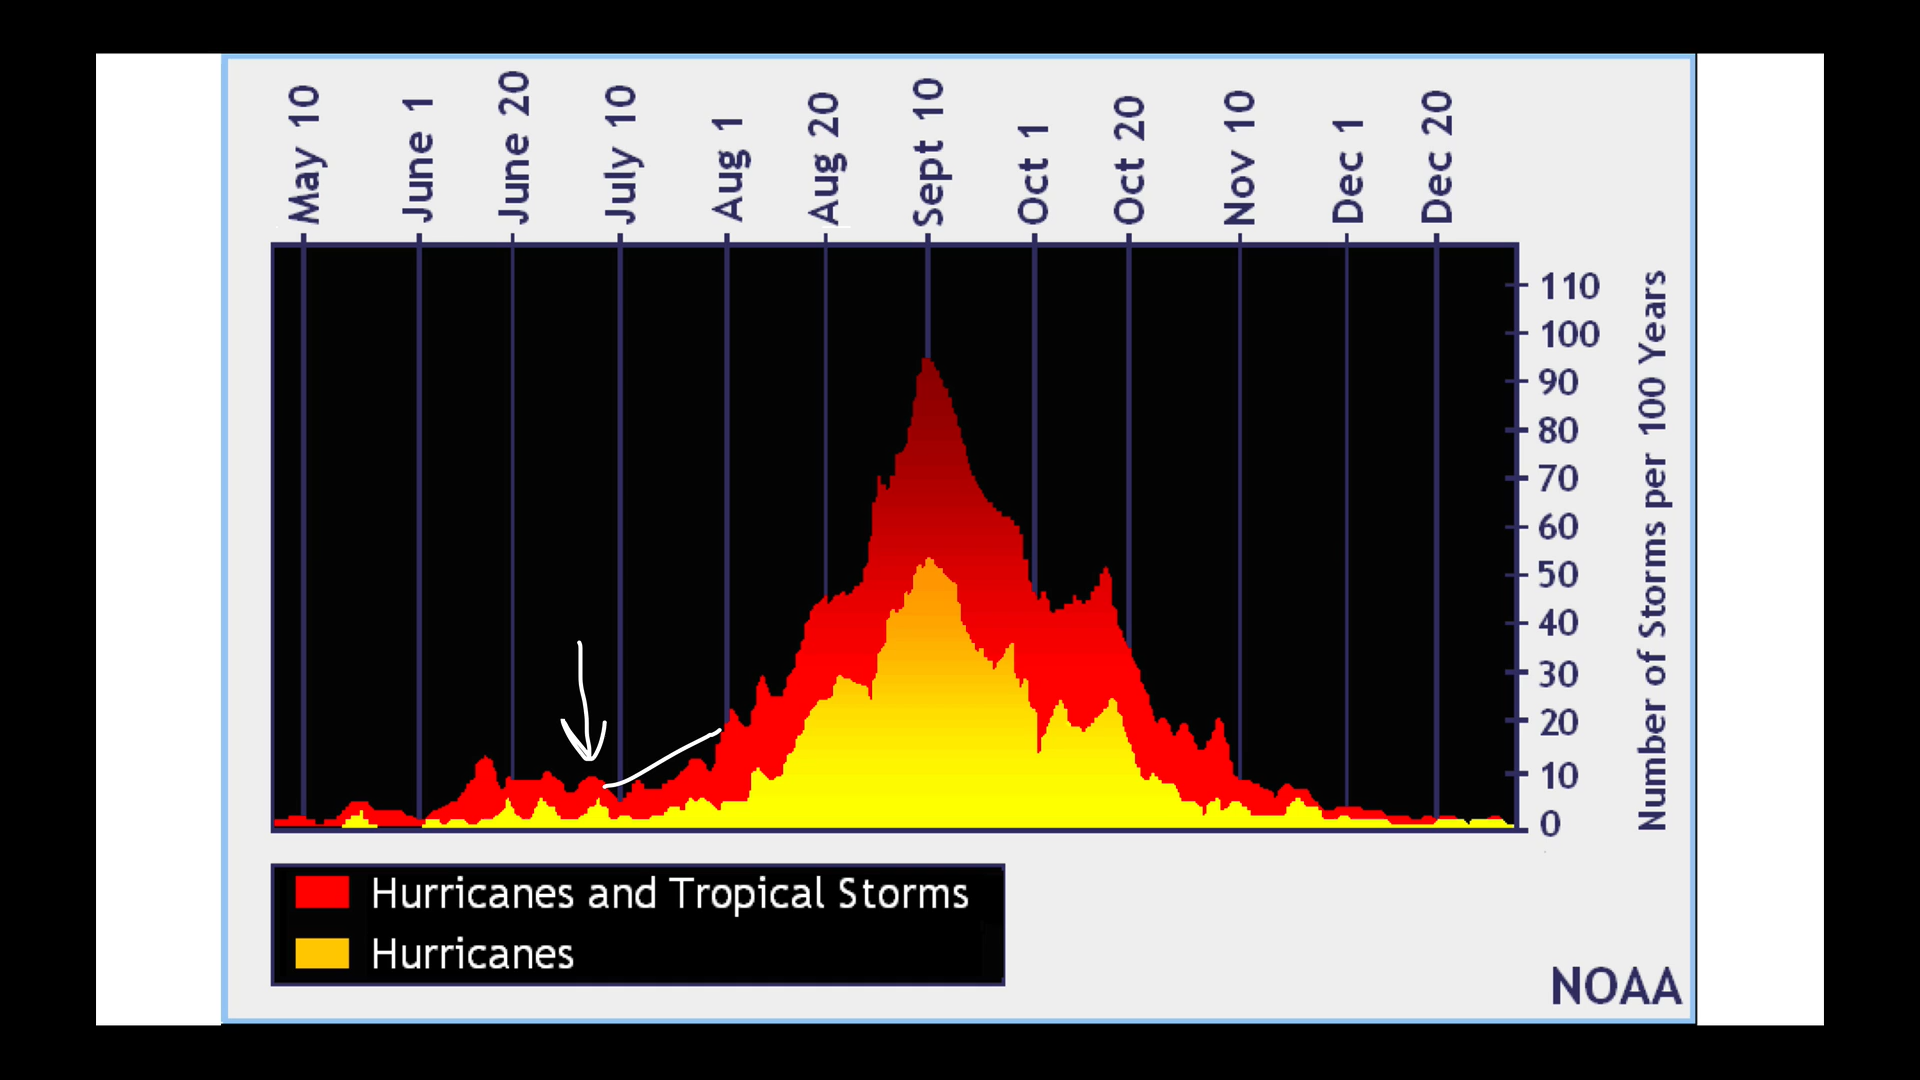 May 10
June 1
June 20
July 10
Aug 1
Aug 20
Sept 10
Oct 1
Oct 20
Nov 10
Dec 1
Dec 20
110
100
90
80
70
60
50
40
30
20
10
0
Number of Storms per 100 Years
Hurricanes and Tropical Storms
Hurricanes
NOAA